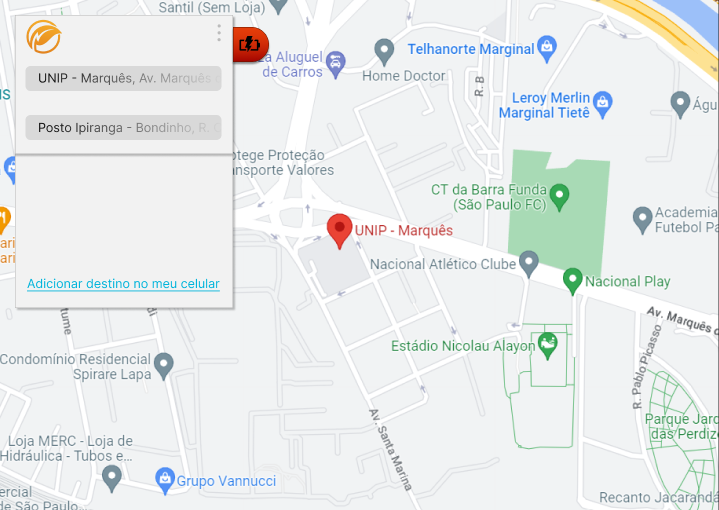 Santil (Sem Loja)
UNIP - Marquês, Av. Marquês
Posto Ipiranga - Bondinho, R. C
Adicionar destino no meu celular
a Aluguel
de Carros
Home Doctor
Telhanorte Marginal
R. B
Leroy Merlin
Marginal Tietê
Águ
otege Proteção
ansporte Valores
CT da Barra Funda
(São Paulo FC)
Academia
Futebol Pa
UNIP - Marquês
Nacional Atlético Clube
Nacional Play
Av. Marquês d
Estádio Nicolau Alayon
R. Pablo Picasso
Condomínio Residencial
Spirare Lapa
Parque Jard
das Perdize
Av. Santa Marina
Loja MERC - Loja de
Hidráulica - Tubos e...
Grupo Vannucci
ercial
de São Paulo...
Recanto Jacarandá